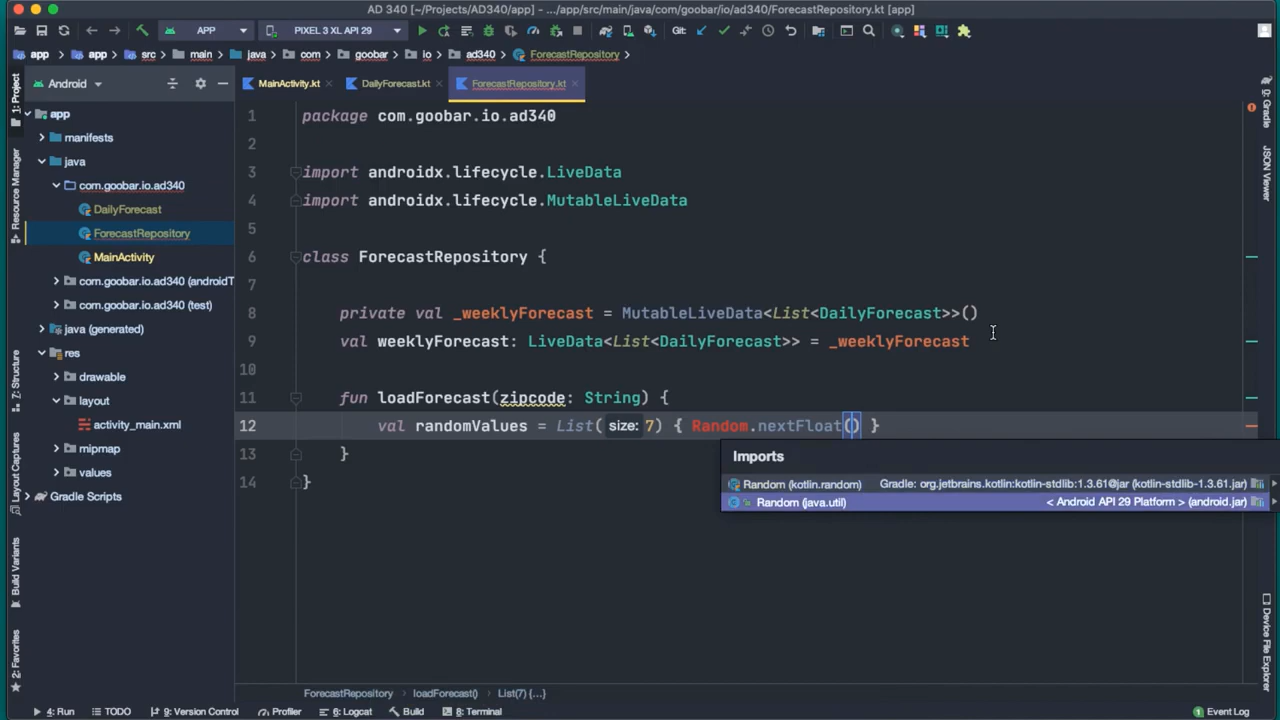 AD 340 [~/Projects/AD340/app] - .../app/src/main/java/com/goobar/io/ad340/ForecastRepository.kt [app]
APP PIXEL 3 XL API 29 Git:
app app src main java com goobar io ad340 ForecastRepository
Android MainActivity.kt DailyForecast.kt ForecastRepository.kt
1: Project
Resource Manager
7: Structure
Layout Captures
Build Variants
2: Favorites
app
manifests
java
com.goobar.io.ad340
DailyForecast
ForecastRepository
MainActivity
com.goobar.io.ad340 (androidT
com.goobar.io.ad340 (test)
java (generated)
res
drawable
layout
activity_main.xml
mipmap
values
Gradle Scripts
1 package com.goobar.io.ad340
2
3 import androidx.lifecycle.LiveData
4 import androidx.lifecycle.MutableLiveData
5
6 class ForecastRepository {
7
8 private val _weeklyForecast = MutableLiveData<List<DailyForecast>>()
9 val weeklyForecast: LiveData<List<DailyForecast>> = _weeklyForecast
10
11 fun loadForecast(zipcode: String) {
12 val randomValues = List( size: 7) { Random.nextFloat() }
13 }
14 }
Imports
Random (kotlin.random) Gradle: org.jetbrains.kotlin:kotlin-stdlib:1.3.61@jar (kotlin-stdlib-1.3.61.jar)
Random (java.util) < Android API 29 Platform > (android.jar)
Gradle
JSON Viewer
Device File Explorer
ForecastRepository loadForecast() List(7) {...}
4: Run TODO 9: Version Control Profiler 6: Logcat Build 8: Terminal 1 Event Log